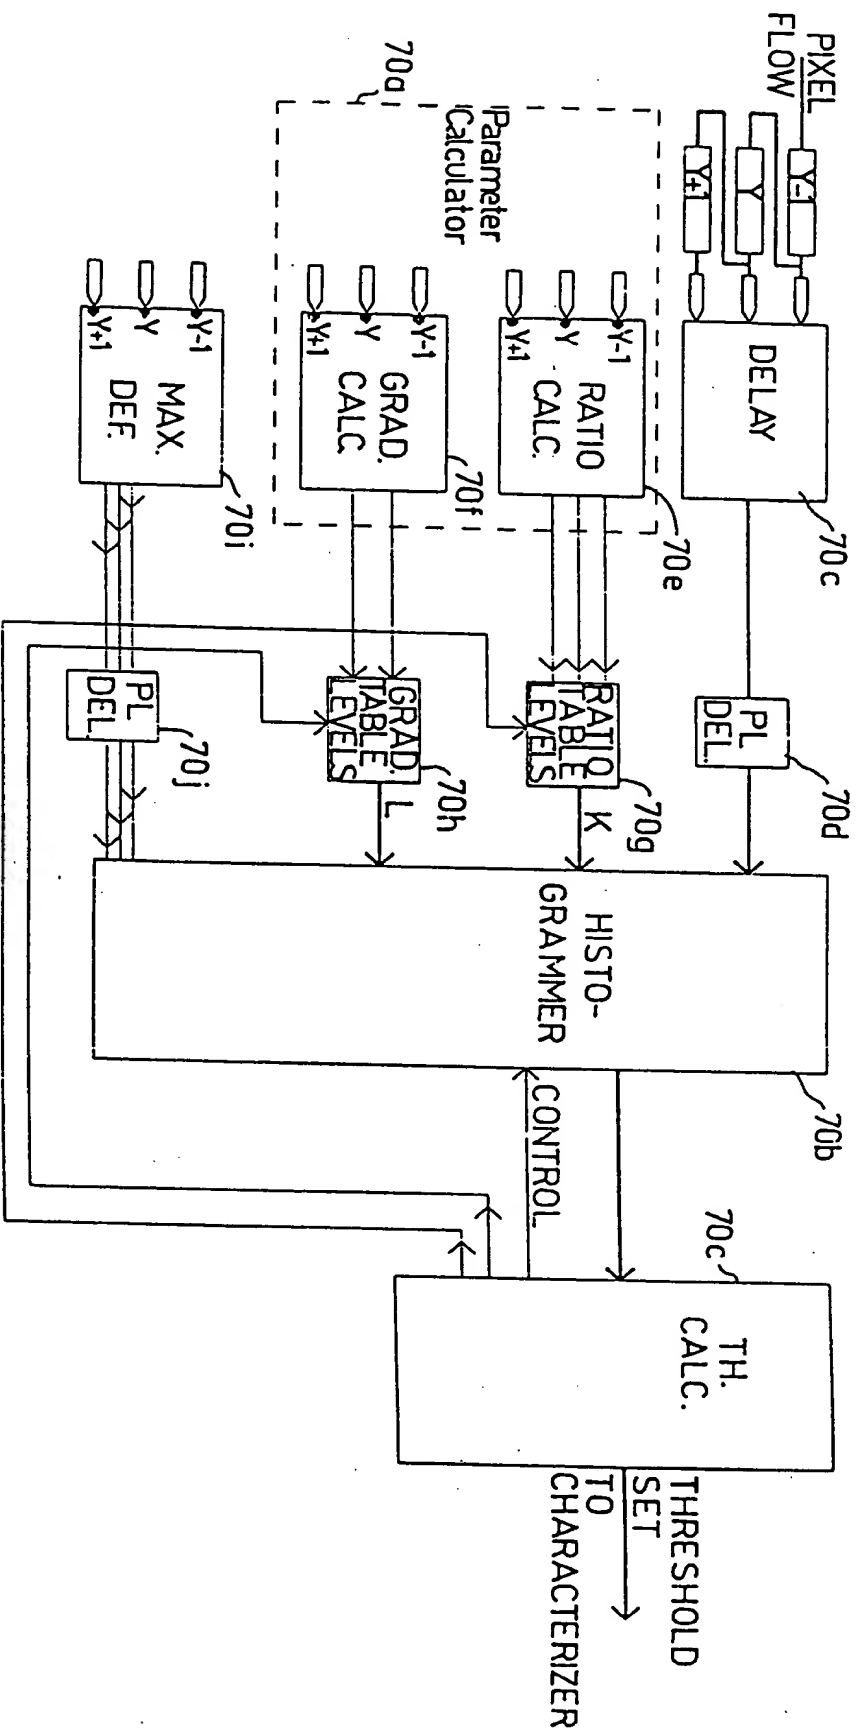 PIXEL
FLOW
Y-1
Y
Y+1
DELAY
70c
PL
DEL.
70d
70a
Parameter
Calculator
Y-1
Y
Y+1
RATIO
CALC.
70e
RATIO
TABLE
LEVELS
70g
K
Y-1
Y
Y+1
GRAD.
CALC.
70f
GRAD.
TABLE
LEVELS
70h
L
Y-1
Y
Y+1
MAX.
DEF.
70i
PL
DEL.
70j
HISTO-
GRAMMER
70b
CONTROL
70c
TH.
CALC.
THRESHOLD
SET
TO
CHARACTERIZER